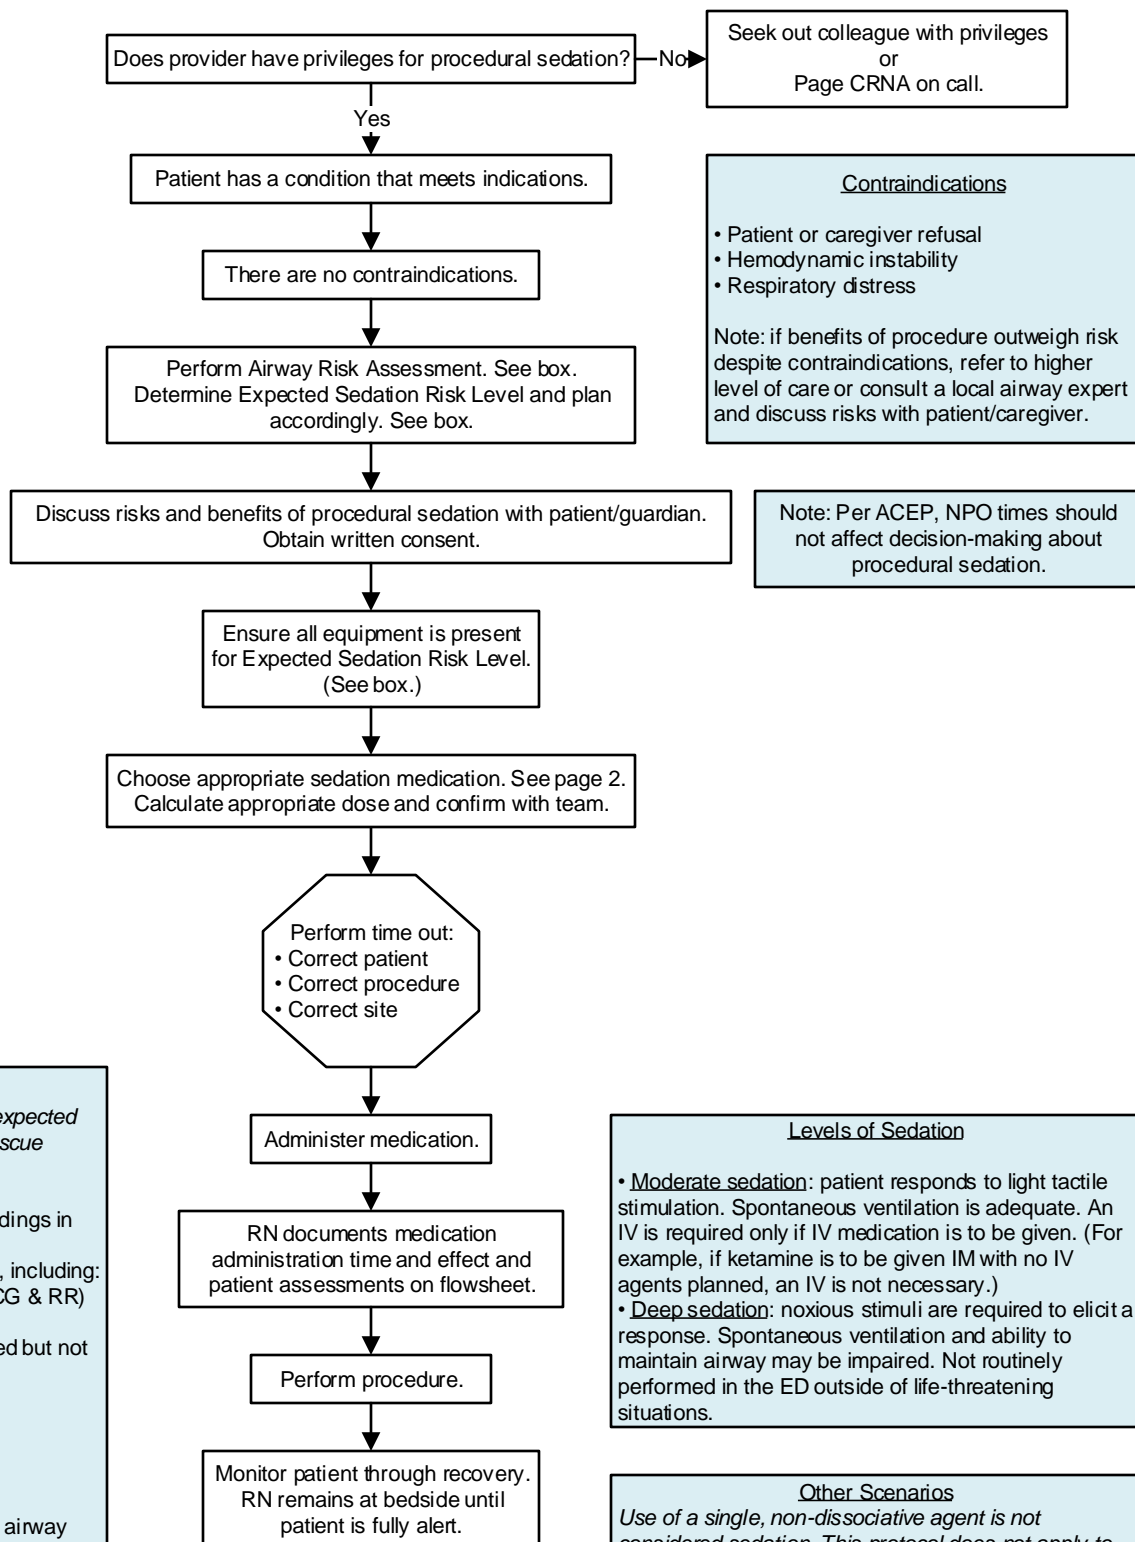 Does provider have privileges for procedural sedation?
No
Seek out colleague with privileges
or
Page CRNA on call.
Yes
Patient has a condition that meets indications.
There are no contraindications.
Contraindications
• Patient or caregiver refusal
• Hemodynamic instability
• Respiratory distress
Note: if benefits of procedure outweigh risk
despite contraindications, refer to higher
level of care or consult a local airway expert
and discuss risks with patient/caregiver.
Perform Airway Risk Assessment. See box.
Determine Expected Sedation Risk Level and plan
accordingly. See box.
Discuss risks and benefits of procedural sedation with patient/guardian.
Obtain written consent.
Note: Per ACEP, NPO times should
not affect decision-making about
procedural sedation.
Ensure all equipment is present
for Expected Sedation Risk Level.
(See box.)
Choose appropriate sedation medication. See page 2.
Calculate appropriate dose and confirm with team.
Perform time out:
• Correct patient
• Correct procedure
• Correct site
expected
scue
dings in
, including:
CG & RR)
ed but not
airway
Administer medication.
RN documents medication
administration time and effect and
patient assessments on flowsheet.
Perform procedure.
Monitor patient through recovery.
RN remains at bedside until
patient is fully alert.
Levels of Sedation
• Moderate sedation: patient responds to light tactile
stimulation. Spontaneous ventilation is adequate. An
IV is required only if IV medication is to be given. (For
example, if ketamine is to be given IM with no IV
agents planned, an IV is not necessary.)
• Deep sedation: noxious stimuli are required to elicit a
response. Spontaneous ventilation and ability to
maintain airway may be impaired. Not routinely
performed in the ED outside of life-threatening
situations.
Other Scenarios
Use of a single, non-dissociative agent is not
considered sedation. This protocol does not apply to